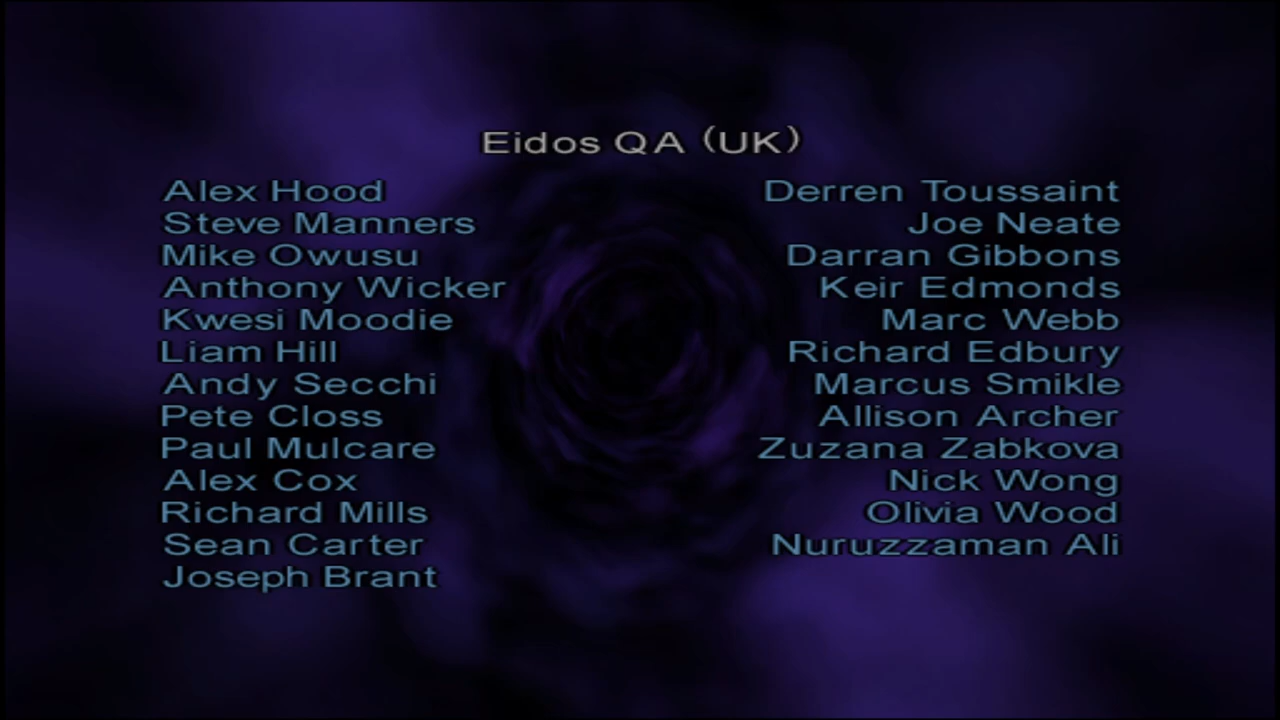 Eidos QA (UK)
Alex Hood
Steve Manners
Mike Owusu
Anthony Wicker
Kwesi Moodie
Liam Hill
Andy Secchi
Pete Closs
Paul Mulcare
Alex Cox
Richard Mills
Sean Carter
Joseph Brant
Derren Toussaint
Joe Neate
Darran Gibbons
Keir Edmonds
Marc Webb
Richard Edbury
Marcus Smikle
Allison Archer
Zuzana Zabkova
Nick Wong
Olivia Wood
Nuruzzaman Ali